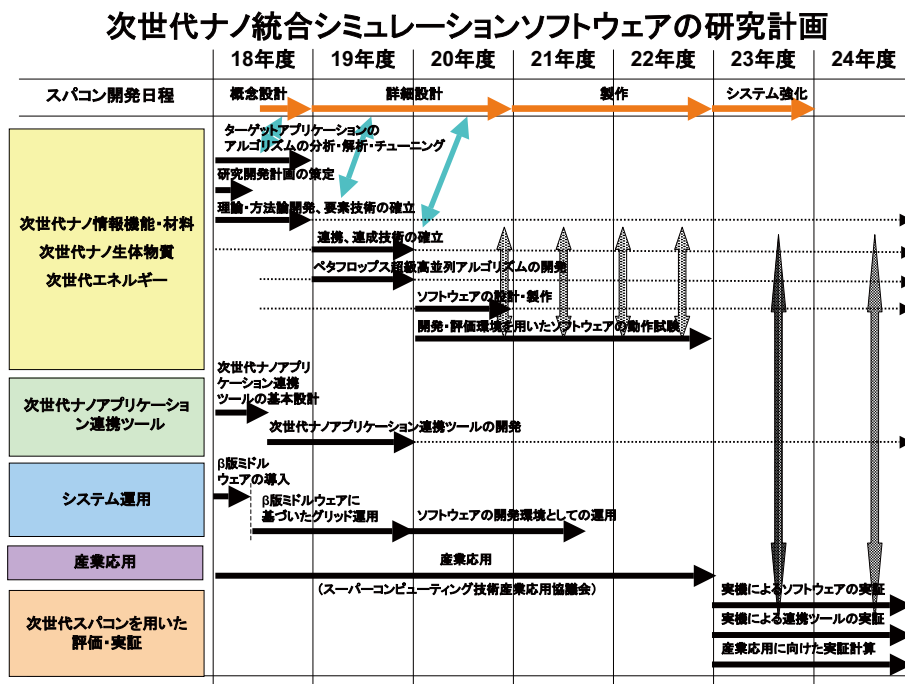 次世代ナノ統合シミュレーションソフトウェアの研究計画
18年度 19年度 20年度 21年度 22年度 23年度 24年度
スパコン開発日程 概念設計 詳細設計 製作 システム強化
ターゲットアプリケーションの
アルゴリズムの分析・解析・チューニング
研究開発計画の策定
理論・方法論開発、要素技術の確立
次世代ナノ情報機能・材料
次世代ナノ生体物質
次世代エネルギー
連携、連成技術の確立
ペタフロップス超級高並列アルゴリズムの開発
ソフトウェアの設計・製作
開発・評価環境を用いたソフトウェアの動作試験
次世代ナノアプリケーション連携ツール
次世代ナノアプリ
ケーション連携
ツールの基本設計
次世代ナノアプリケーション連携ツールの開発
システム運用
β版ミドル
ウェアの導入
β版ミドルウェアに
基づいたグリッド運用
ソフトウェアの開発環境としての運用
産業応用
産業応用
(スーパーコンピューティング技術産業応用協議会)
次世代スパコンを用いた
評価・実証
実機によるソフトウェアの実証
実機による連携ツールの実証
産業応用に向けた実証計算